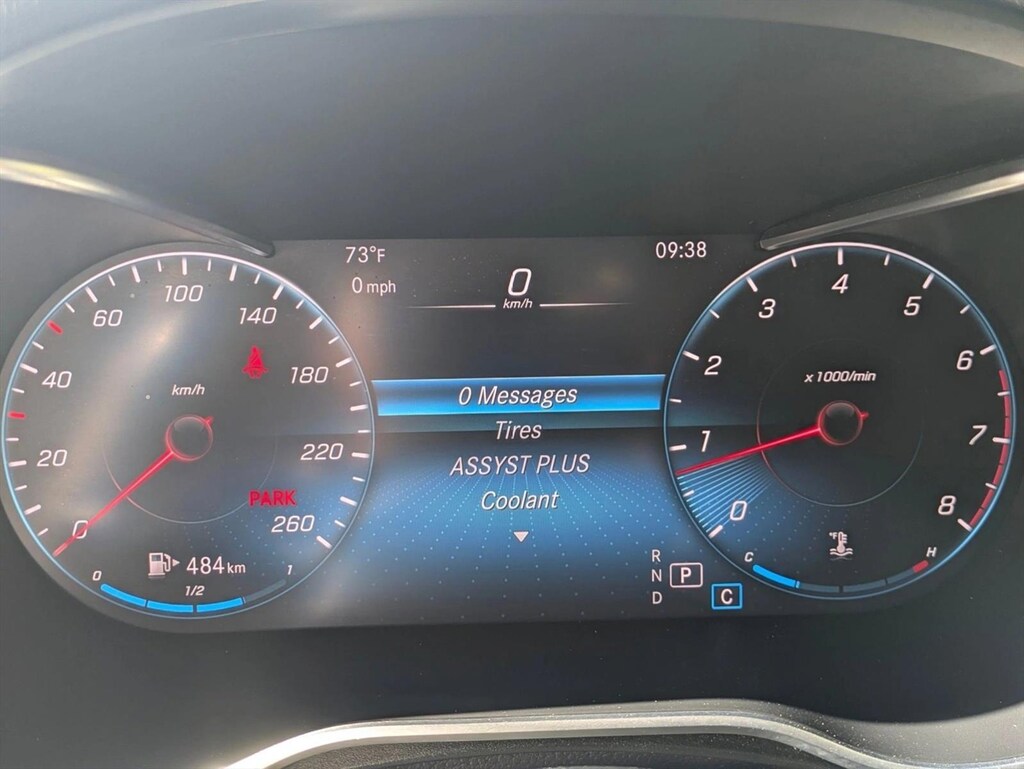 73°F
0 mph
0
km/h
09:38
0
20
40
60
100
140
180
220
260
km/h
PARK
484 km
0
1/2
1
0 Messages
Tires
ASSYST PLUS
Coolant
R
N
D
P
C
0
1
2
3
4
5
6
7
8
x 1000/min
°F
C
H